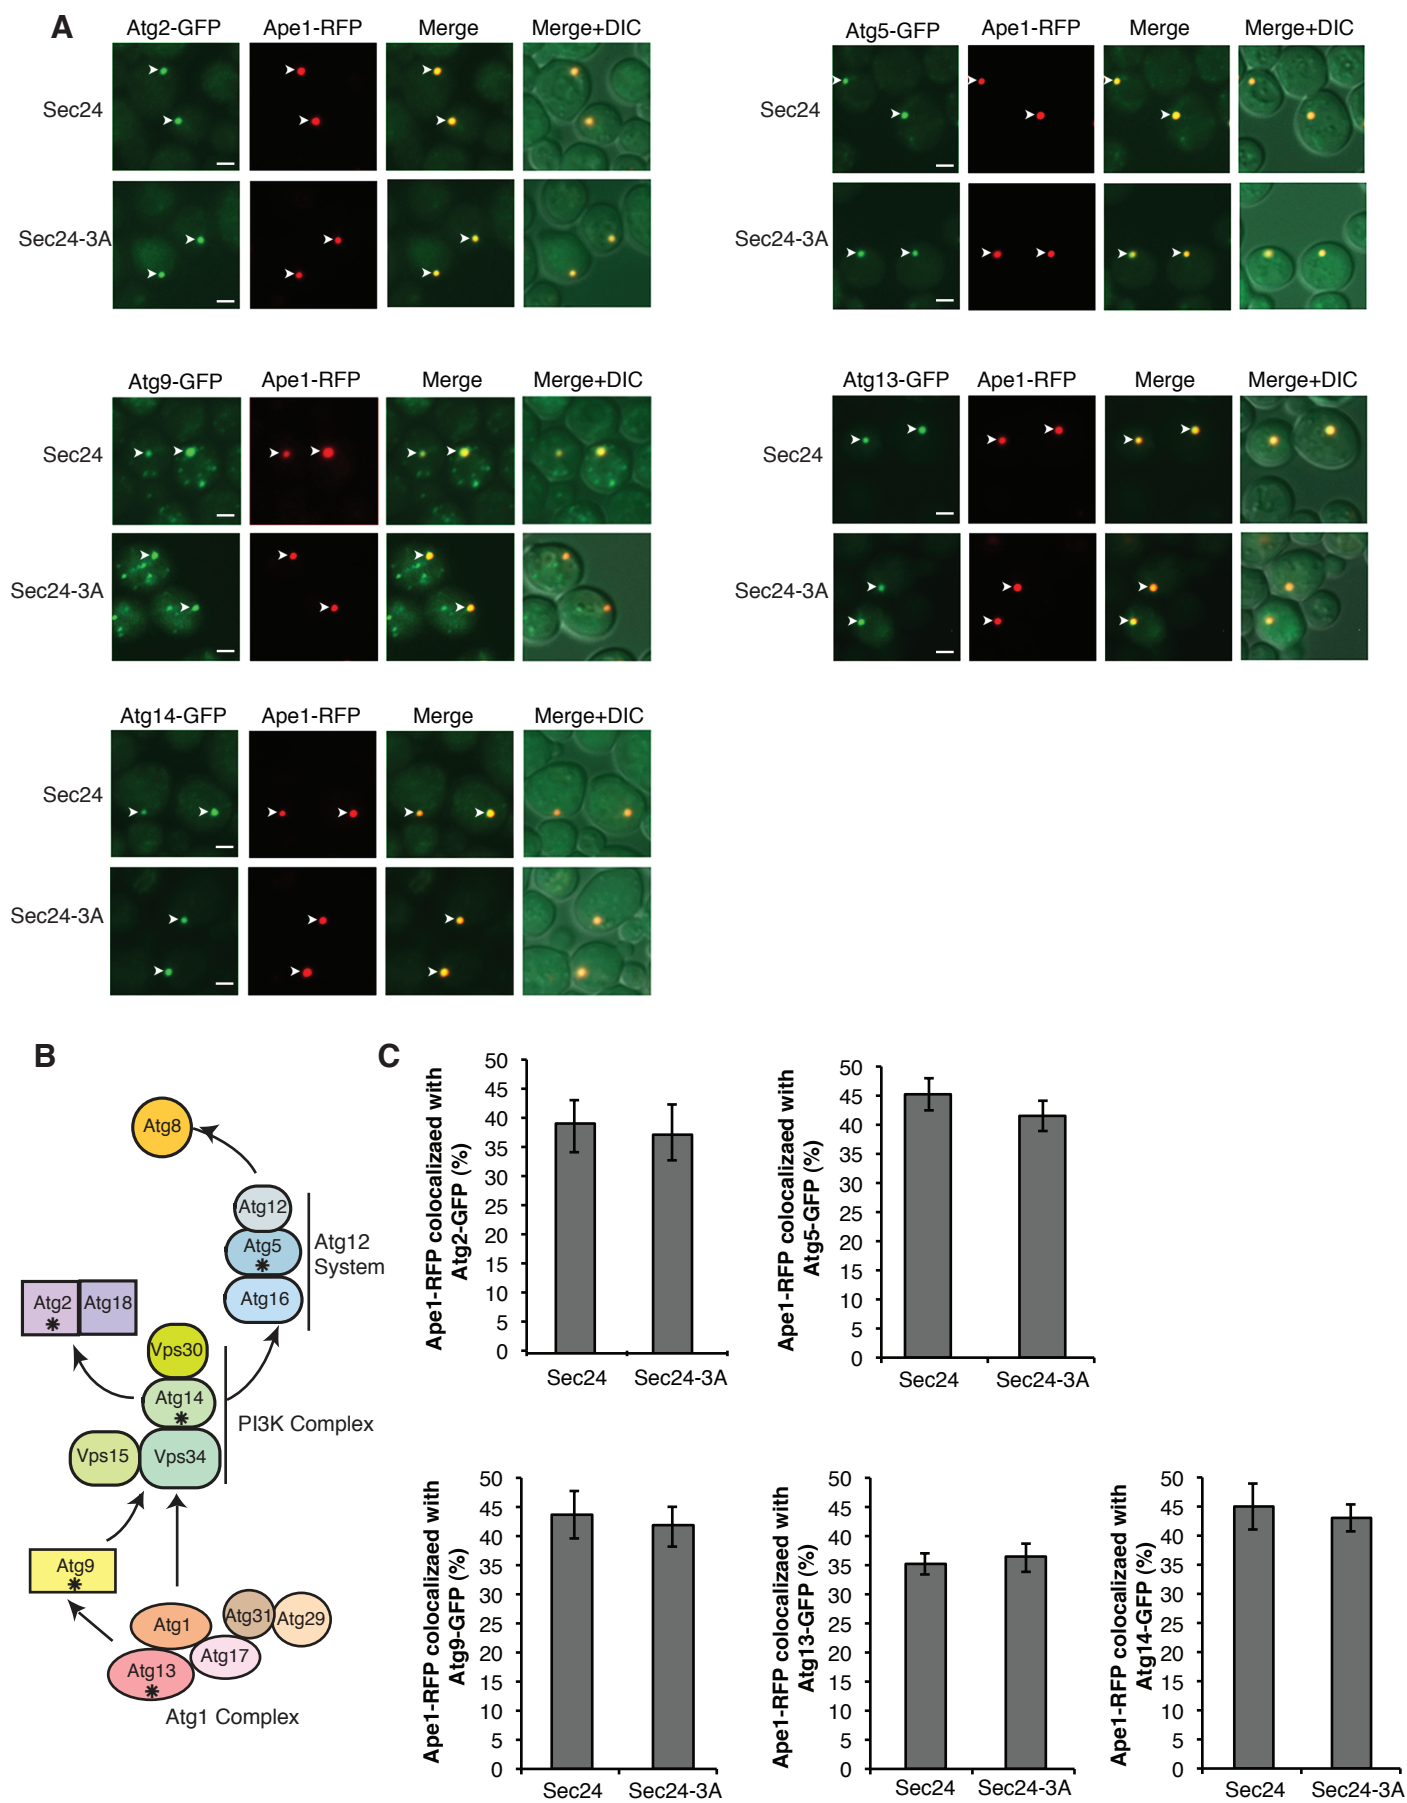 A
Atg2-GFP Ape1-RFP Merge Merge+DIC
Sec24
Sec24-3A
Atg5-GFP Ape1-RFP Merge Merge+DIC
Sec24
Sec24-3A
Atg9-GFP Ape1-RFP Merge Merge+DIC
Sec24
Sec24-3A
Atg13-GFP Ape1-RFP Merge Merge+DIC
Sec24
Sec24-3A
Atg14-GFP Ape1-RFP Merge Merge+DIC
Sec24
Sec24-3A
B
Atg8
Atg12
Atg5
*
Atg16
Atg12
System
Atg2 Atg18
*
Vps30
Atg14
*
Vps15 Vps34
PI3K Complex
Atg9
*
Atg1
Atg31 Atg29
Atg17
Atg13
*
Atg1 Complex
C
Ape1-RFP colocalizaed with
Atg2-GFP (%)
50
45
40
35
30
25
20
15
10
5
0
Sec24 Sec24-3A
Ape1-RFP colocalizaed with
Atg5-GFP (%)
50
45
40
35
30
25
20
15
10
5
0
Sec24 Sec24-3A
Ape1-RFP colocalizaed with
Atg9-GFP (%)
50
45
40
35
30
25
20
15
10
5
0
Sec24 Sec24-3A
Ape1-RFP colocalizaed with
Atg13-GFP (%)
50
45
40
35
30
25
20
15
10
5
0
Sec24 Sec24-3A
Ape1-RFP colocalizaed with
Atg14-GFP (%)
50
45
40
35
30
25
20
15
10
5
0
Sec24 Sec24-3A